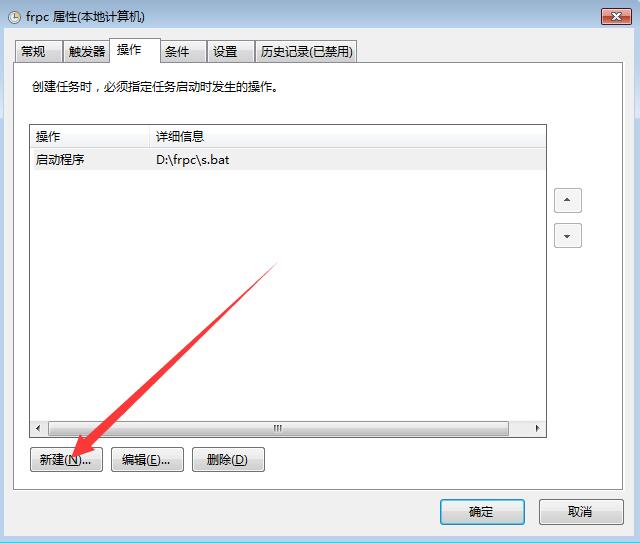 frpc 属性(本地计算机)
常规 触发器 操作 条件 设置 历史记录(已禁用)
创建任务时，必须指定任务启动时发生的操作。
操作 详细信息
启动程序 D:\frpc\s.bat
新建(N)... 编辑(E)... 删除(D)
确定 取消